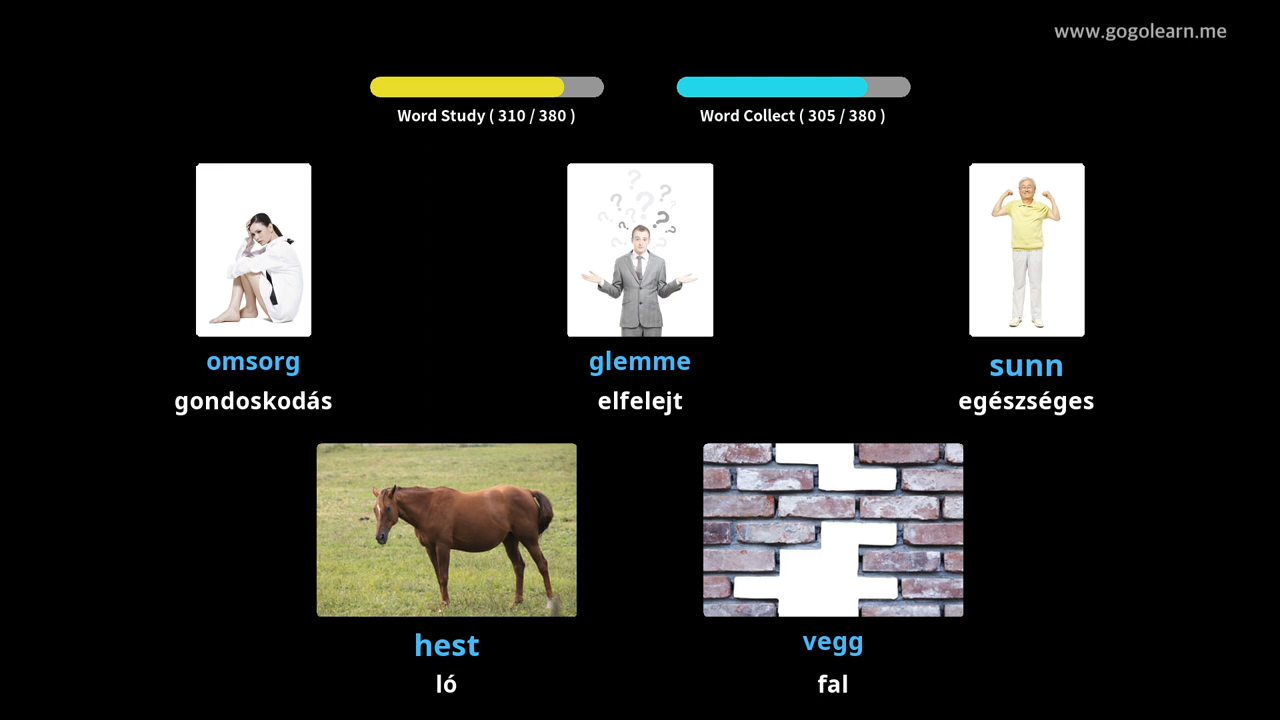 www.gogolearn.me
Word Study ( 310 / 380 )
Word Collect ( 305 / 380 )
omsorg
gondoskodás
glemme
elfelejt
sunn
egészséges
hest
ló
vegg
fal